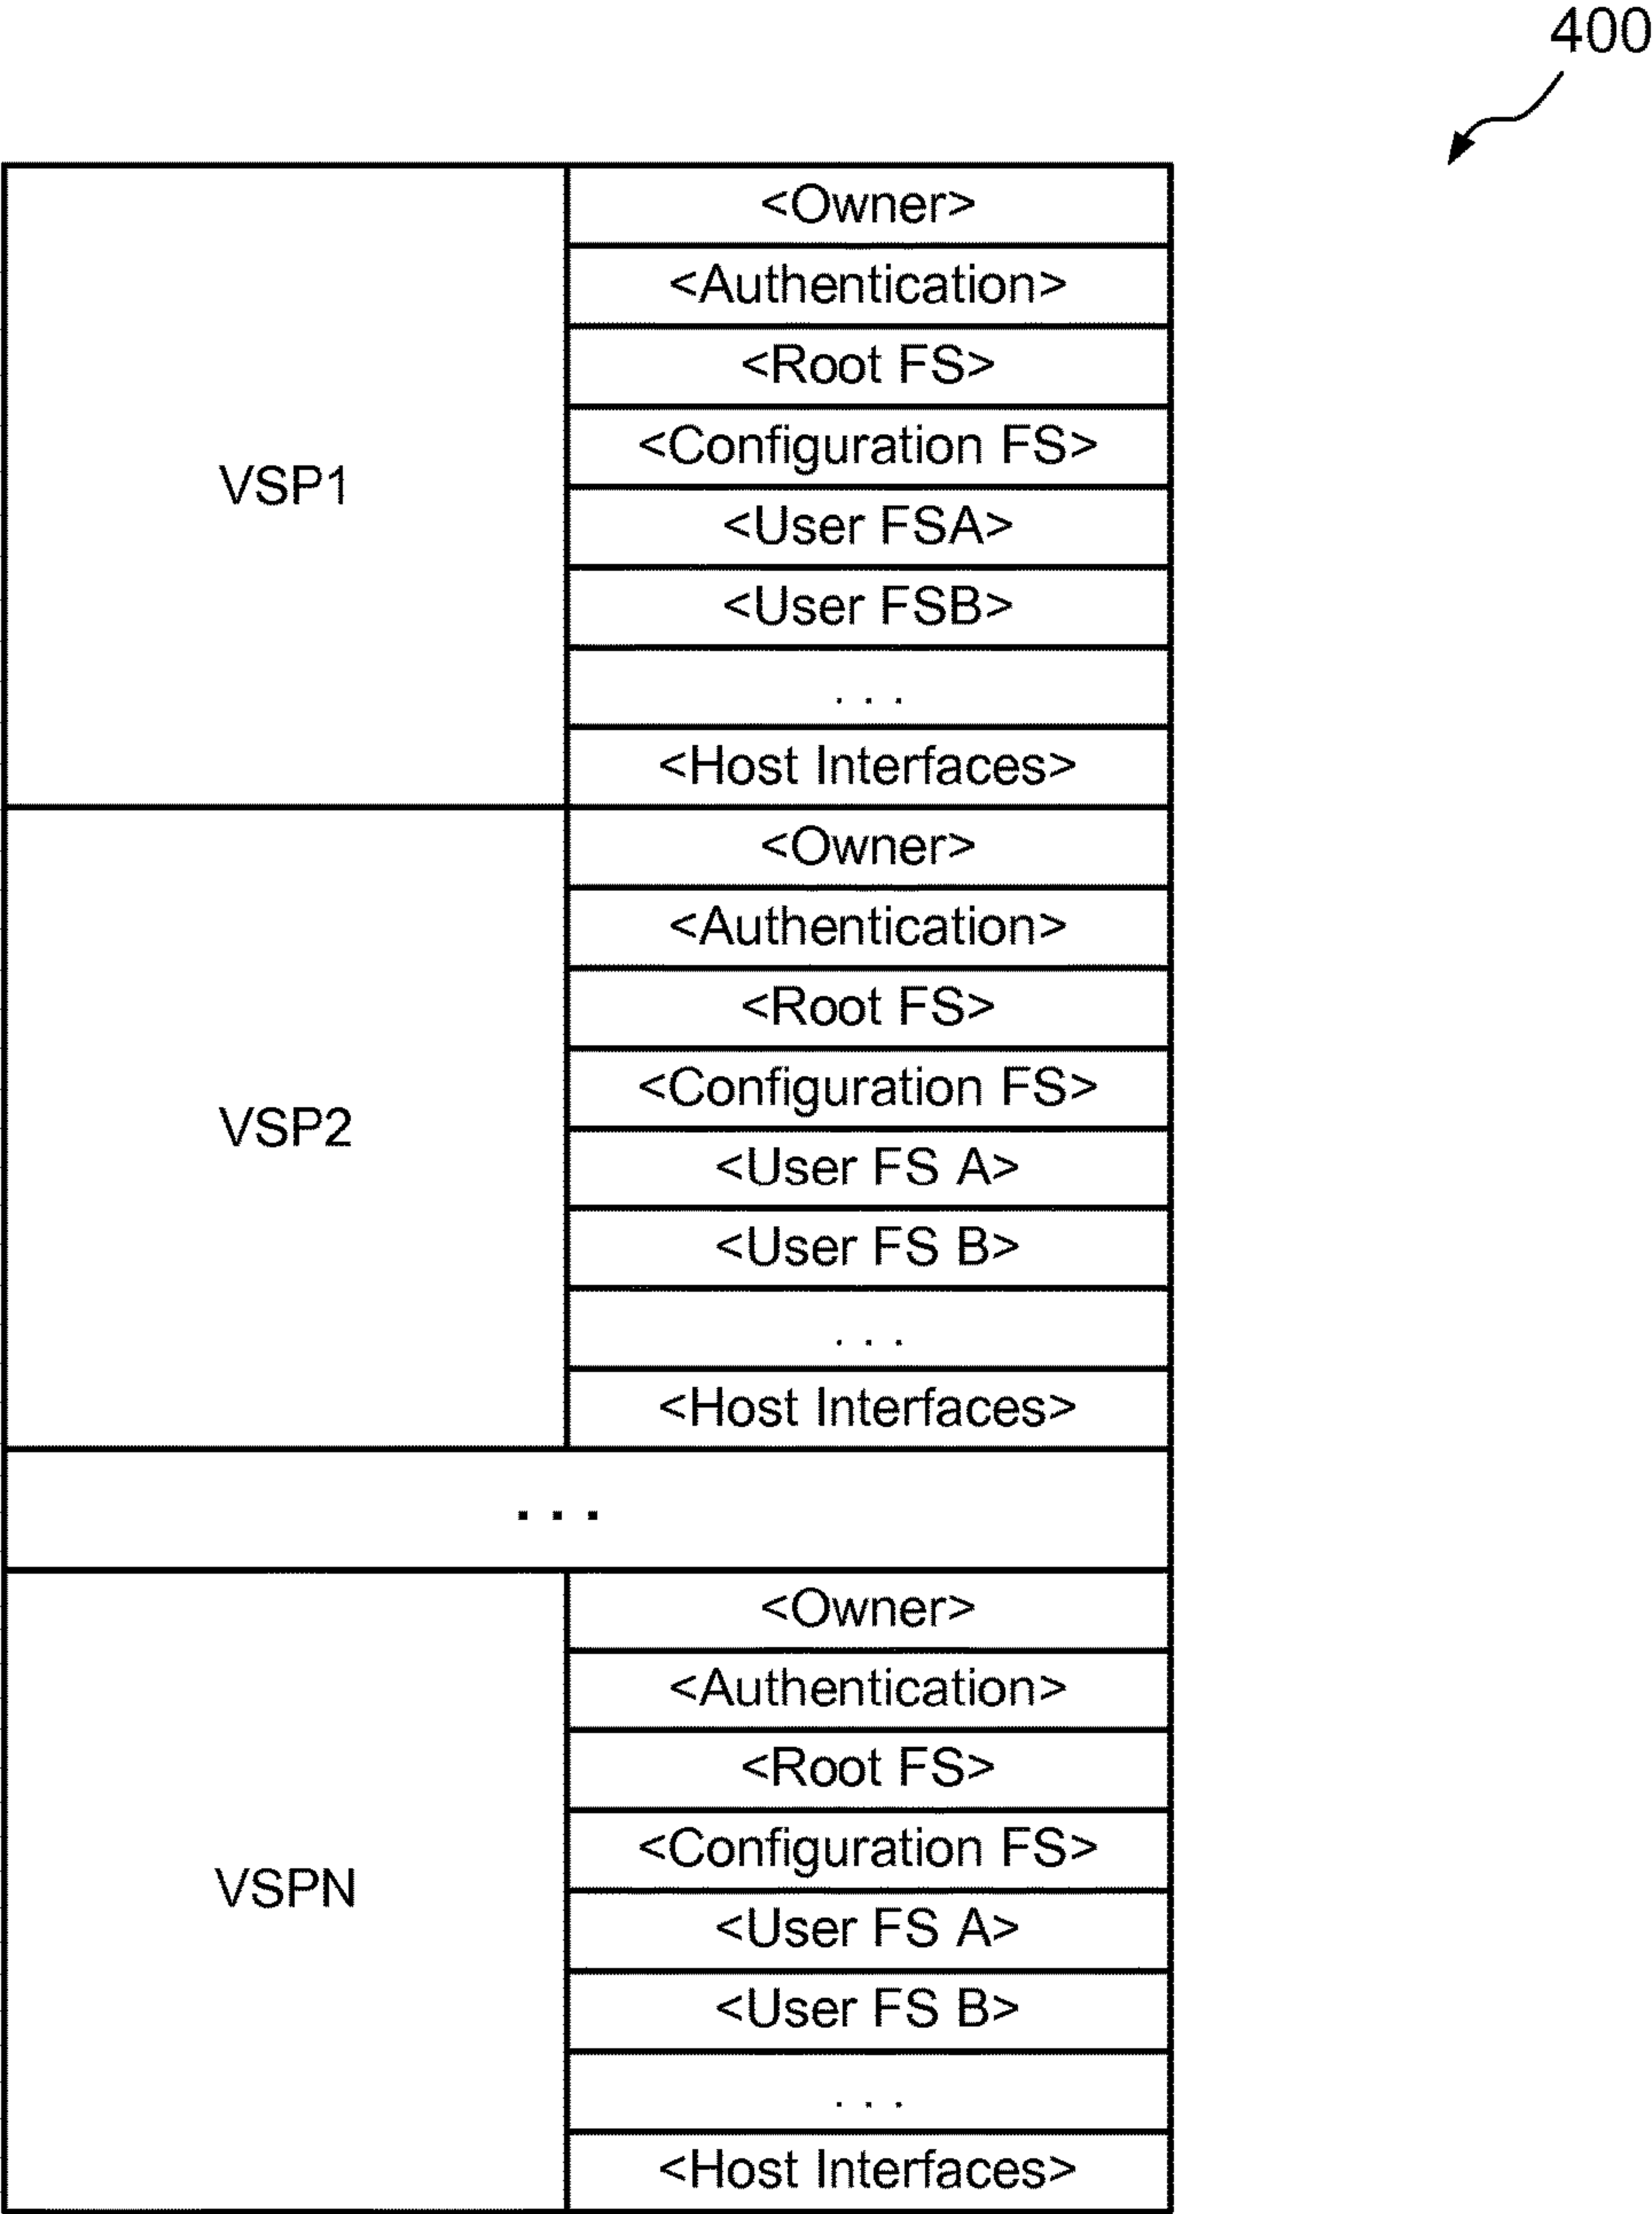 400
<Owner>
<Authentication>
<Root FS>
<Configuration FS>
VSP1
<User FSA>
<User FSB>
. . .
<Host Interfaces>
<Owner>
<Authentication>
<Root FS>
<Configuration FS>
VSP2
<User FS A>
<User FS B>
. . .
<Host Interfaces>
. . .
<Owner>
<Authentication>
<Root FS>
<Configuration FS>
VSPN
<User FS A>
<User FS B>
. . .
<Host Interfaces>